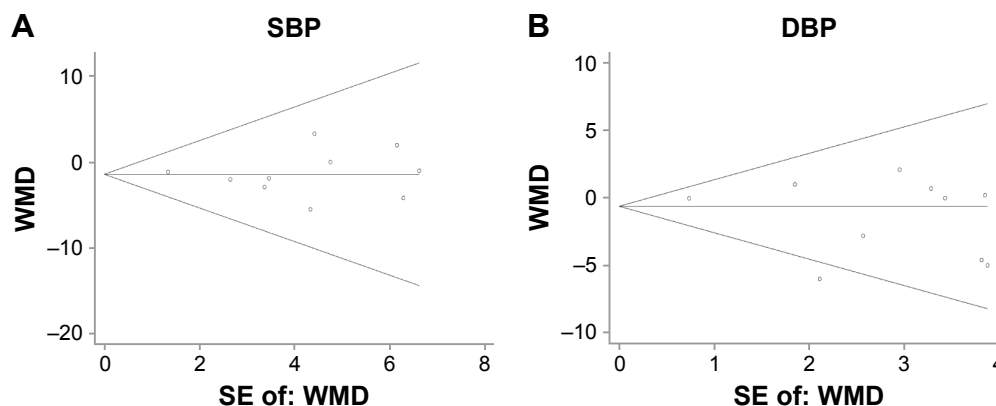 A
SBP
WMD
10
0
–10
–20
0 2 4 6 8
SE of: WMD
B
DBP
WMD
10
5
0
–5
–10
0 1 2 3 4
SE of: WMD